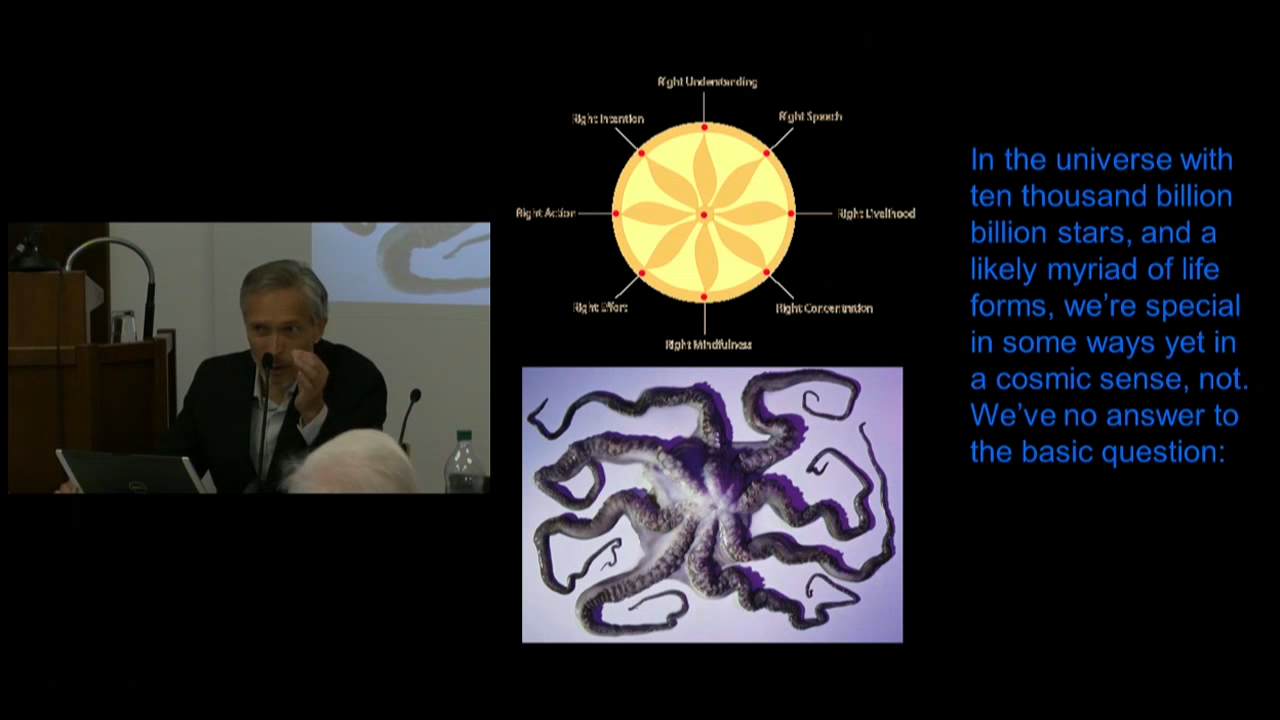 Right Understanding
Right Intention
Right Speech
Right Action
Right Livelihood
Right Effort
Right Concentration
Right Mindfulness
In the universe with
ten thousand billion
billion stars, and a
likely myriad of life
forms, we’re special
in some ways yet in
a cosmic sense, not.
We’ve no answer to
the basic question: